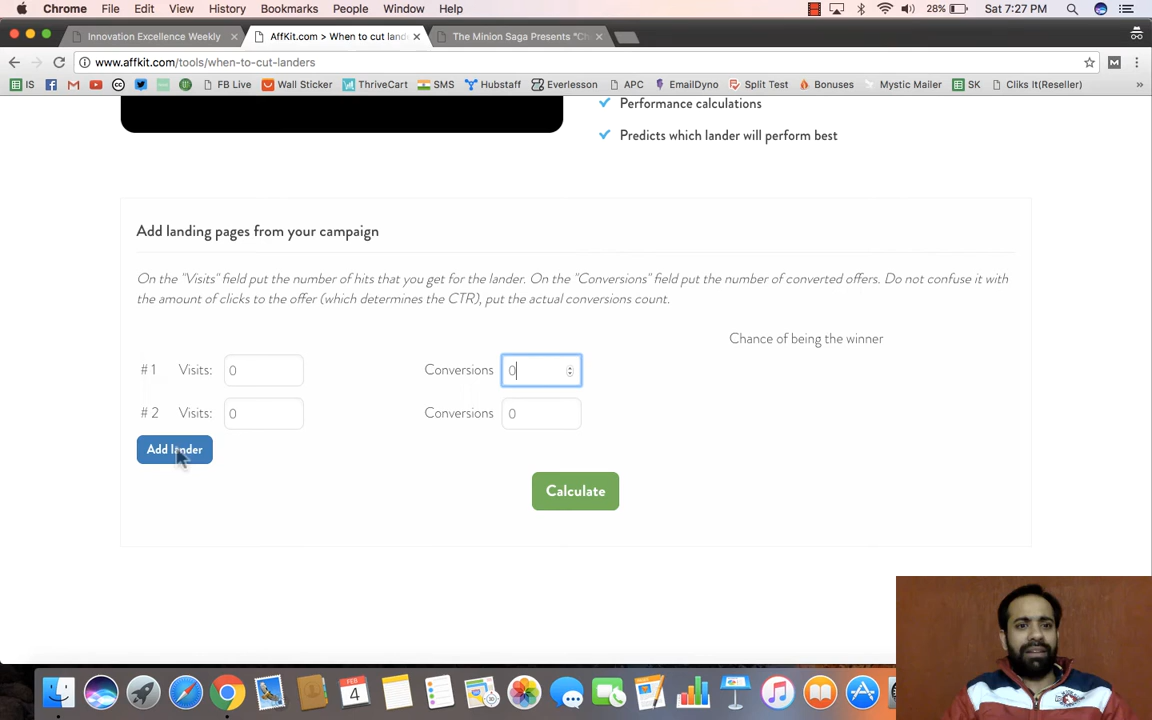 Chrome File Edit View History Bookmarks People Window Help 28% Sat 7:27 PM
Innovation Excellence Weekly × AffKit.com > When to cut land × The Minion Saga Presents "Ch ×
www.affkit.com/tools/when-to-cut-landers
IS FB Live Wall Sticker ThriveCart SMS Hubstaff Everlesson APC EmailDyno Split Test Bonuses Mystic Mailer SK Cliks It(Reseller) »
Performance calculations
Predicts which lander will perform best
Add landing pages from your campaign
On the "Visits" field put the number of hits that you get for the lander. On the "Conversions" field put the number of converted offers. Do not confuse it with
the amount of clicks to the offer (which determines the CTR), put the actual conversions count.
Chance of being the winner
# 1 Visits: 0 Conversions 0
# 2 Visits: 0 Conversions 0
Add lander
Calculate
FEB
4